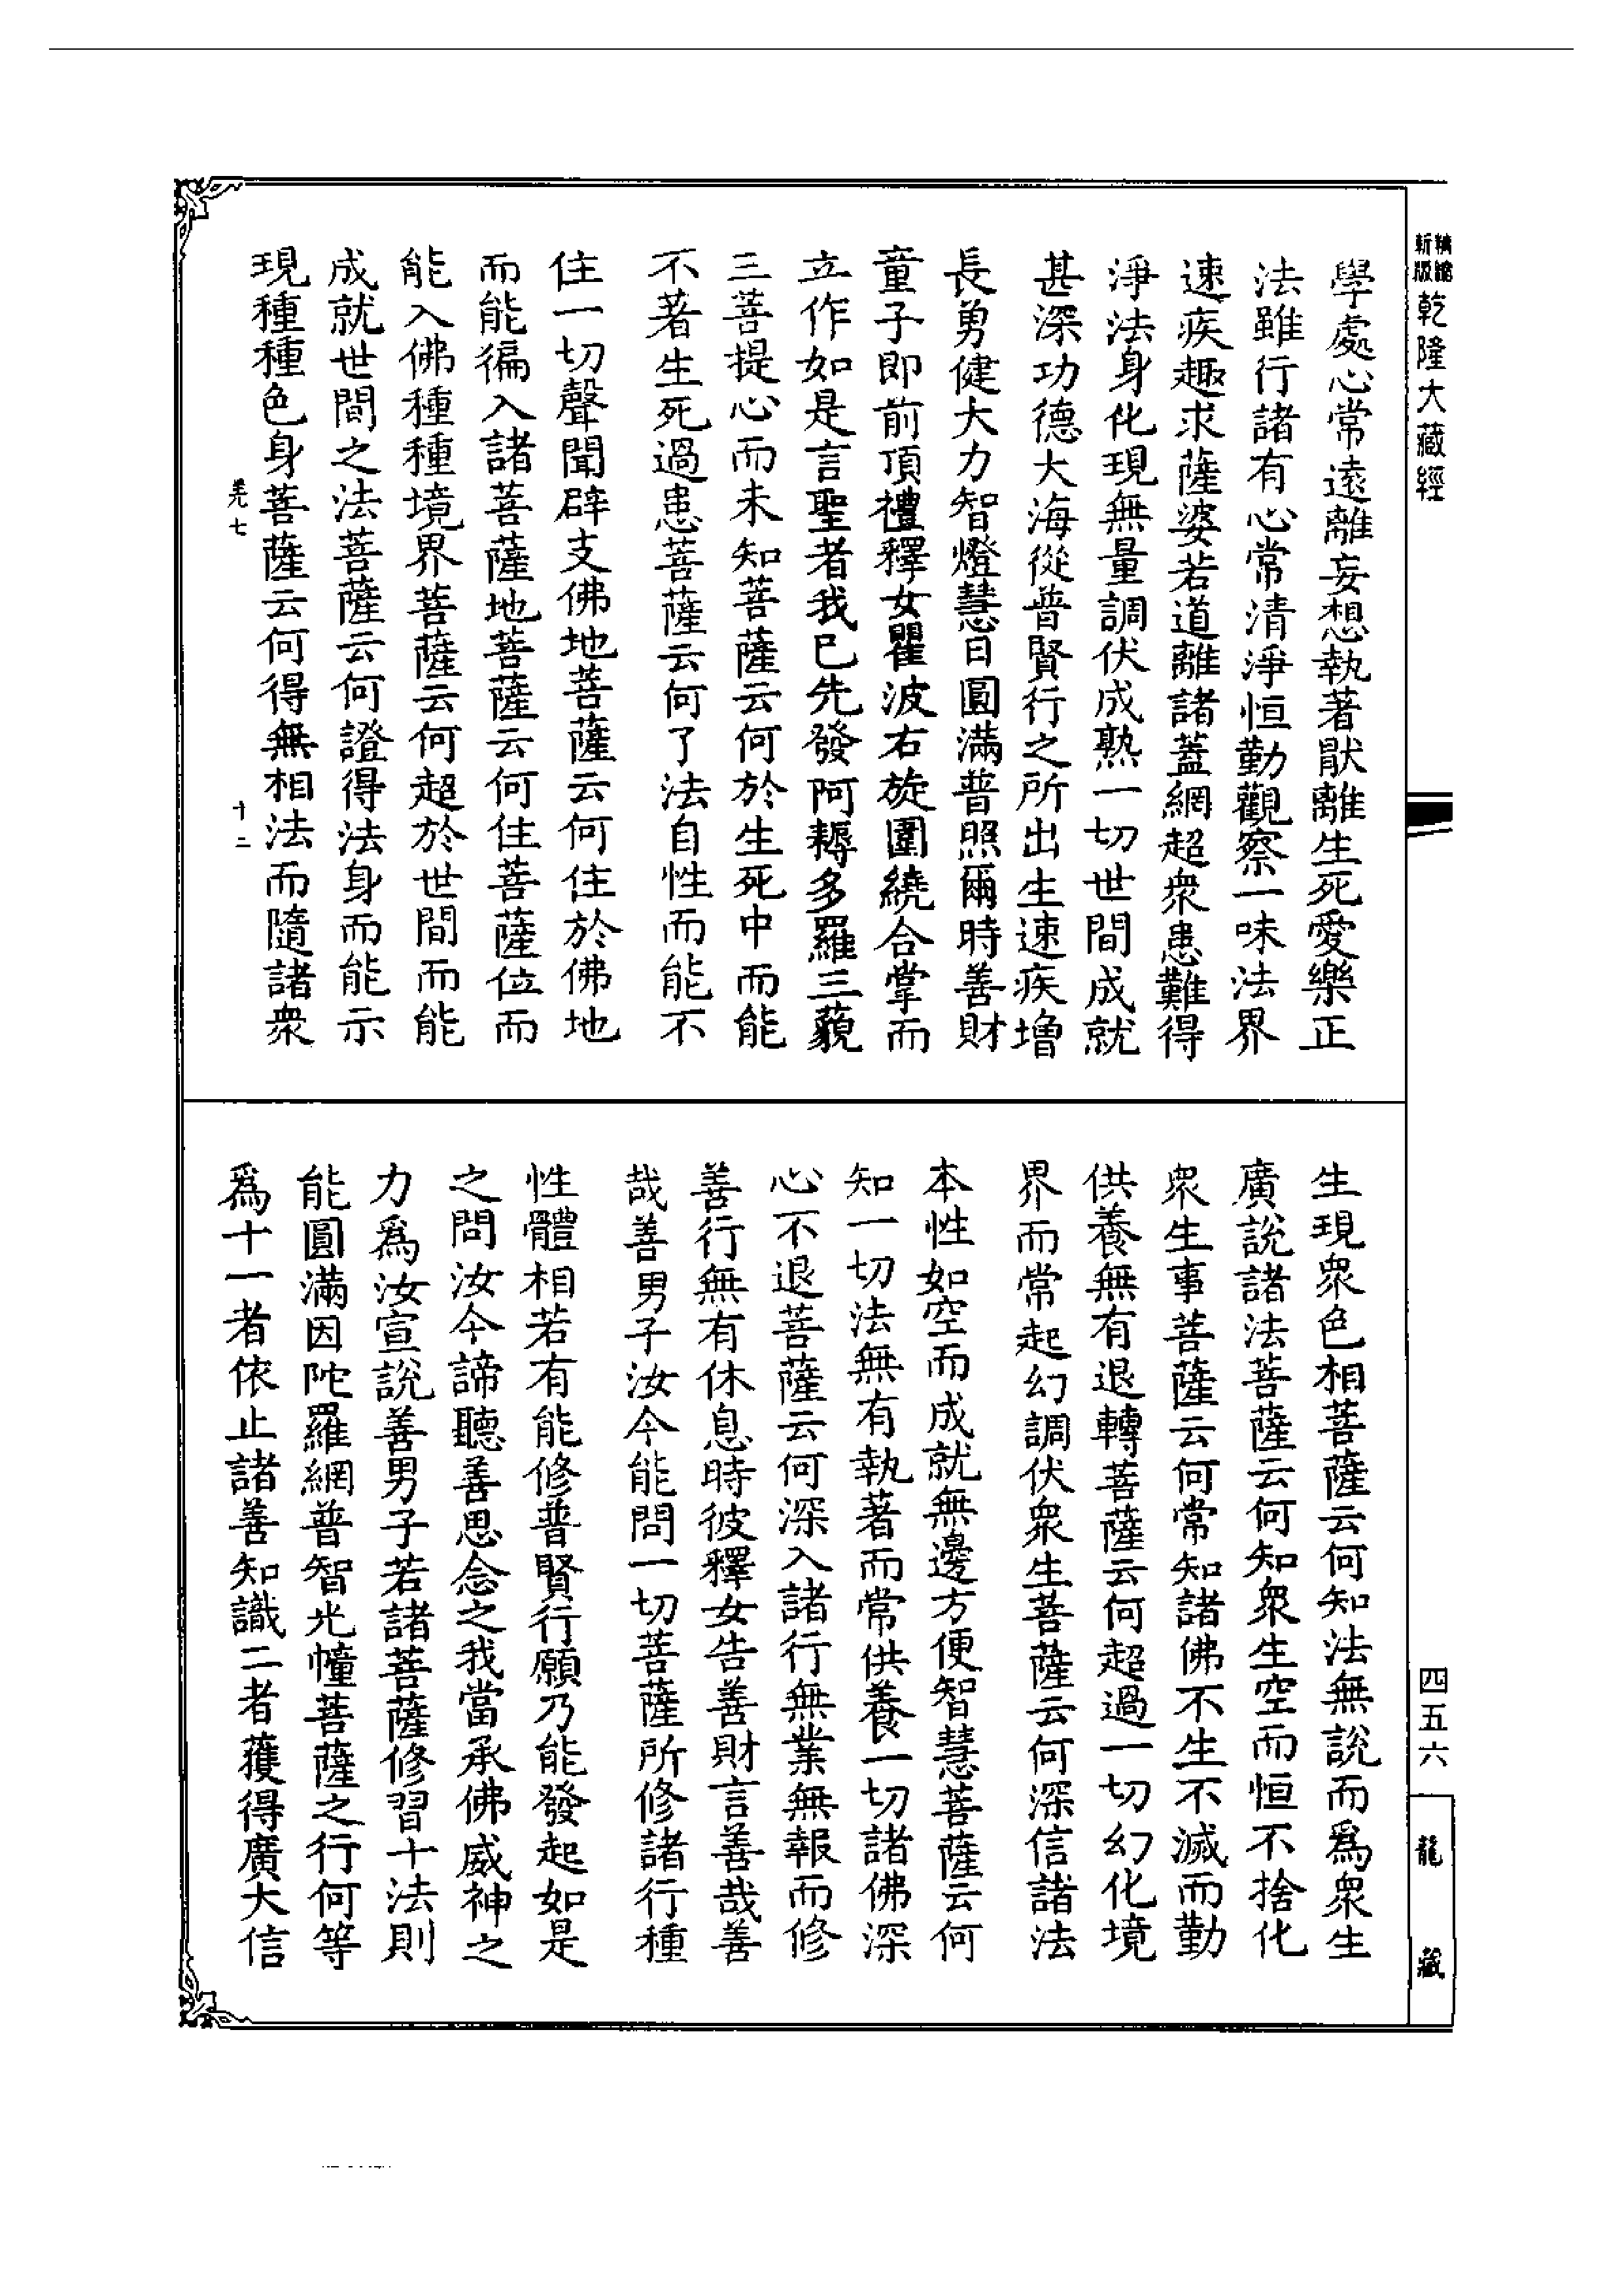 新版
精縮
乾隆大藏經
學處心常遠離妄想執著猒離生死愛樂正
法雖行諸有心常清淨恒勤觀察一味法界
速疾趣求薩婆若道離諸蓋網超衆患難得
淨法身化現無量調伏成熟一切世間成就
甚深功德大海從普賢行之所出生速疾增
長勇健大力智燈慧日圓滿普照爾時善財
童子即前頂禮釋女瞿波右旋圍繞合掌而
立作如是言聖者我已先發阿耨多羅三藐
三菩提心而未知菩薩云何於生死中而能
不著生死過患菩薩云何了法自性而能不
住一切聲聞辟支佛地菩薩云何住於佛地
而能徧入諸菩薩地菩薩云何住菩薩位而
能入佛種種境界菩薩云何超於世間而能
成就世間之法菩薩云何證得法身而能示
現種種色身菩薩云何得無相法而隨諸衆
卷七
十二
生現衆色相菩薩云何知法無說而爲衆生
廣說諸法菩薩云何知衆生空而恒不捨化
衆生事菩薩云何常知諸佛不生不滅而勤
供養無有退轉菩薩云何超過一切幻化境
界而常起幻調伏衆生菩薩云何深信諸法
本性如空而成就無邊方便智慧菩薩云何
知一切法無有執著而常供養一切諸佛深
心不退菩薩云何深入諸行無業無報而修
善行無有休息時彼釋女告善財言善哉善
哉善男子汝今能問一切菩薩所修諸行種
性體相若有能修普賢行願乃能發起如是
之問汝今諦聽善思念之我當承佛威神之
力爲汝宣說善男子若諸菩薩修習十法則
能圓滿因陀羅網普智光幢菩薩之行何等
爲十一者依止諸善知識二者獲得廣大信
四五六
龍藏